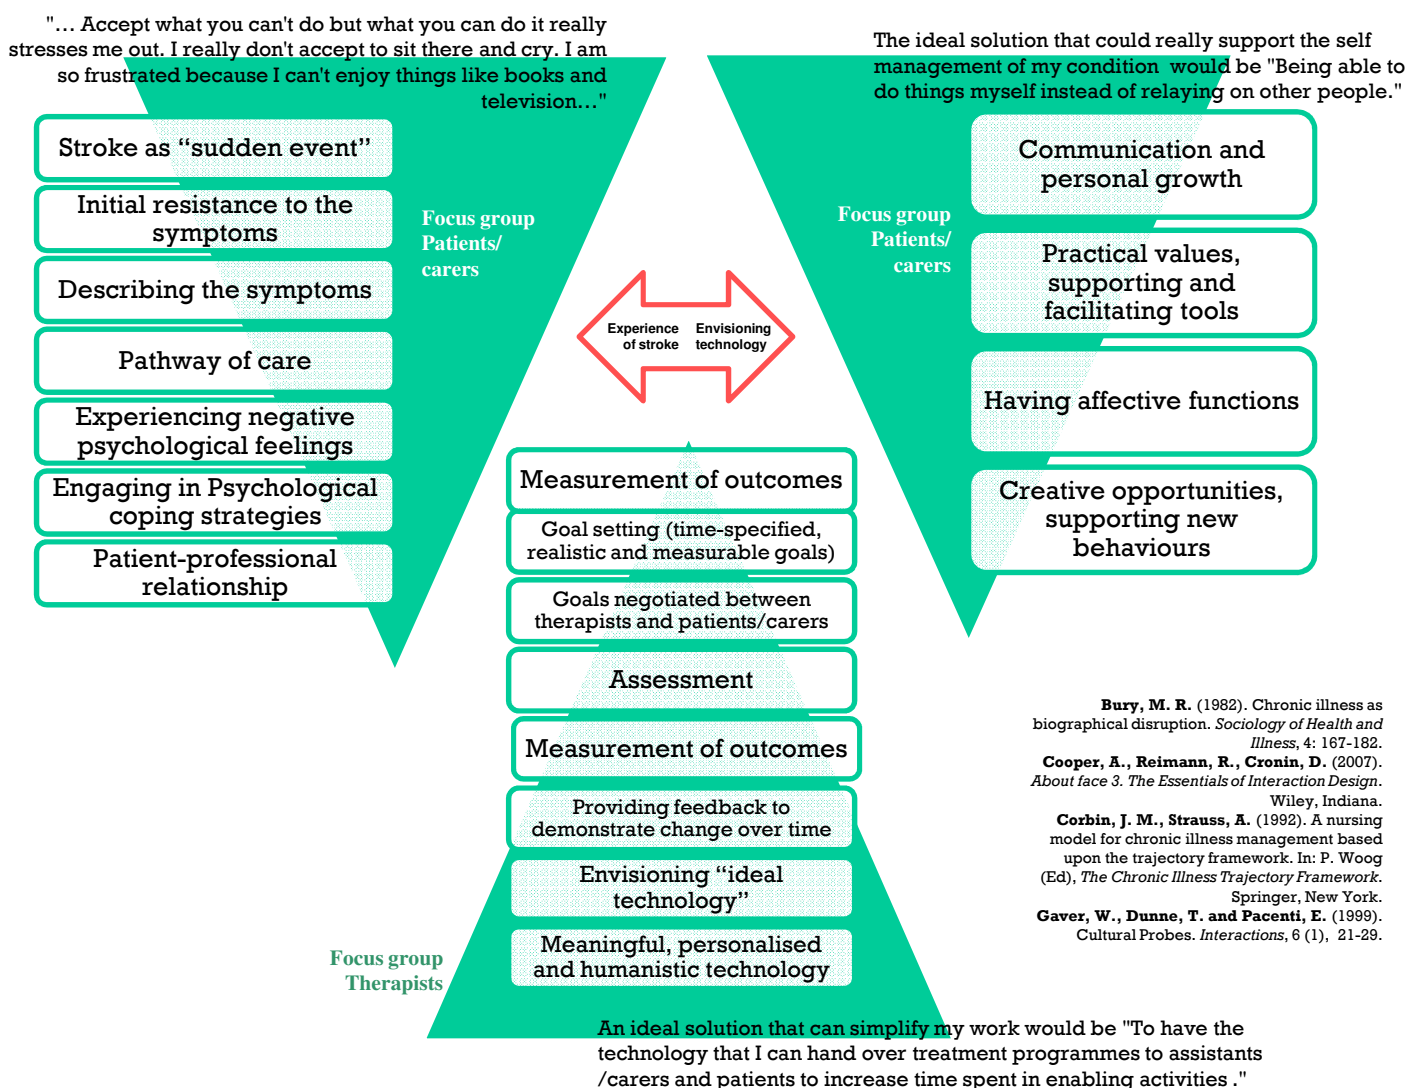 "... Accept what you can't do but what you can do it really
stresses me out. I really don't accept to sit there and cry. I am
so frustrated because I can't enjoy things like books and
television..."
The ideal solution that could really support the self
management of my condition would be "Being able to
do things myself instead of relaying on other people."
Stroke as “sudden event”
Initial resistance to the
symptoms
Describing the symptoms
Pathway of care
Experiencing negative
psychological feelings
Engaging in Psychological
coping strategies
Patient-professional
relationship
Focus group
Patients/
carers
Experience
of stroke
Envisioning
technology
Focus group
Patients/
carers
Communication and
personal growth
Practical values,
supporting and
facilitating tools
Having affective functions
Creative opportunities,
supporting new
behaviours
Measurement of outcomes
Goal setting (time-specified,
realistic and measurable goals)
Goals negotiated between
therapists and patients/carers
Assessment
Measurement of outcomes
Providing feedback to
demonstrate change over time
Envisioning “ideal
technology”
Meaningful, personalised
and humanistic technology
Focus group
Therapists
Bury, M. R. (1982). Chronic illness as
biographical disruption. Sociology of Health and
Illness, 4: 167-182.
Cooper, A., Reimann, R., Cronin, D. (2007).
About face 3. The Essentials of Interaction Design.
Wiley, Indiana.
Corbin, J. M., Strauss, A. (1992). A nursing
model for chronic illness management based
upon the trajectory framework. In: P. Woog
(Ed), The Chronic Illness Trajectory Framework.
Springer, New York.
Gaver, W., Dunne, T. and Pacenti, E. (1999).
Cultural Probes. Interactions, 6 (1), 21-29.
An ideal solution that can simplify my work would be "To have the
technology that I can hand over treatment programmes to assistants
/carers and patients to increase time spent in enabling activities ."